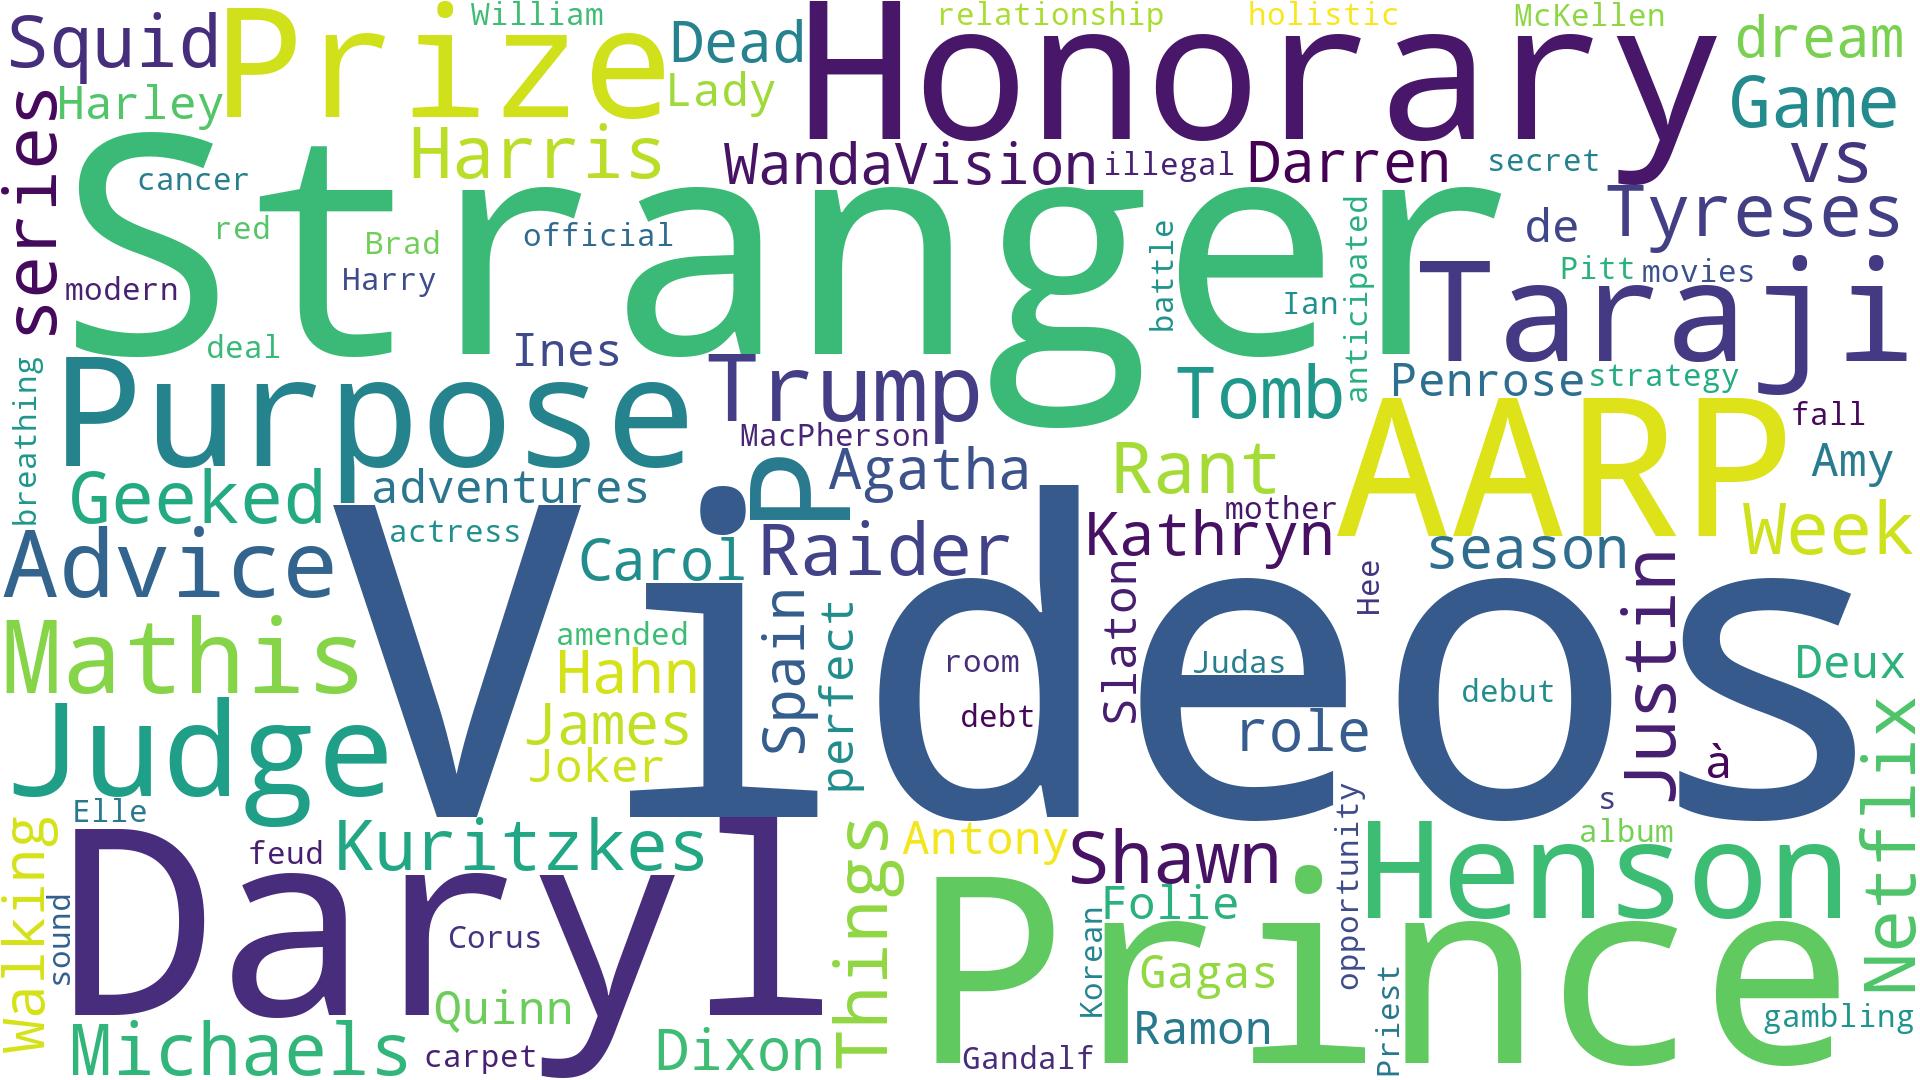 William
relationship
holistic
McKellen
Squid
Prize
Dead
Honorary
dream
Harley
Lady
Game
series
Harris
WandaVision
illegal
Darren
secret
vs
cancer
Stranger
Tyreses
red
Brad
official
battle
anticipated
de
modern
Harry
Ian
Pitt
movies
Taraji
deal
Ines
breathing
Purpose
Trump
Tomb
Penrose
strategy
MacPherson
AARP
fall
Geeked
adventures
P
Agatha
Rant
Amy
actress
mother
Week
Advice
Carol
Raider
Kathryn
season
Videos
Mathis
amended
Hahn
Spain
perfect
room
Slaton
Hee
Judas
debut
Justin
Deux
Judge
James
debt
role
Joker
à
Netflix
Elle
s
Walking
feud
Kuritzkes
Things
Antony
Shawn
opportunity
album
Henson
sound
Daryl
Corus
Folie
Prince
Korean
Gagas
Quinn
Ramon
Priest
gambling
Michaels
carpet
Dixon
Gandalf